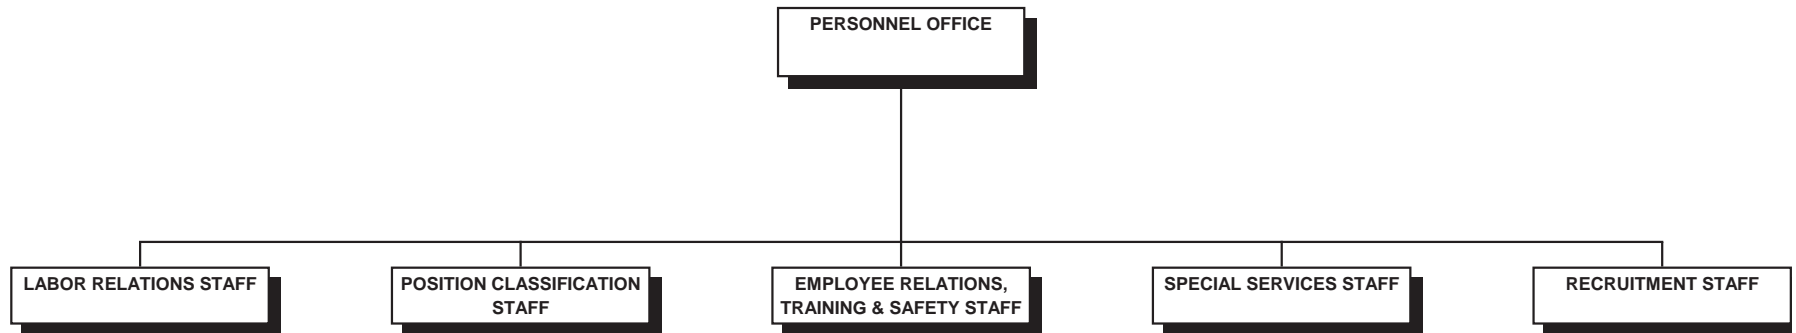 PERSONNEL OFFICE
LABOR RELATIONS STAFF
POSITION CLASSIFICATION
STAFF
EMPLOYEE RELATIONS,
TRAINING & SAFETY STAFF
SPECIAL SERVICES STAFF
RECRUITMENT STAFF